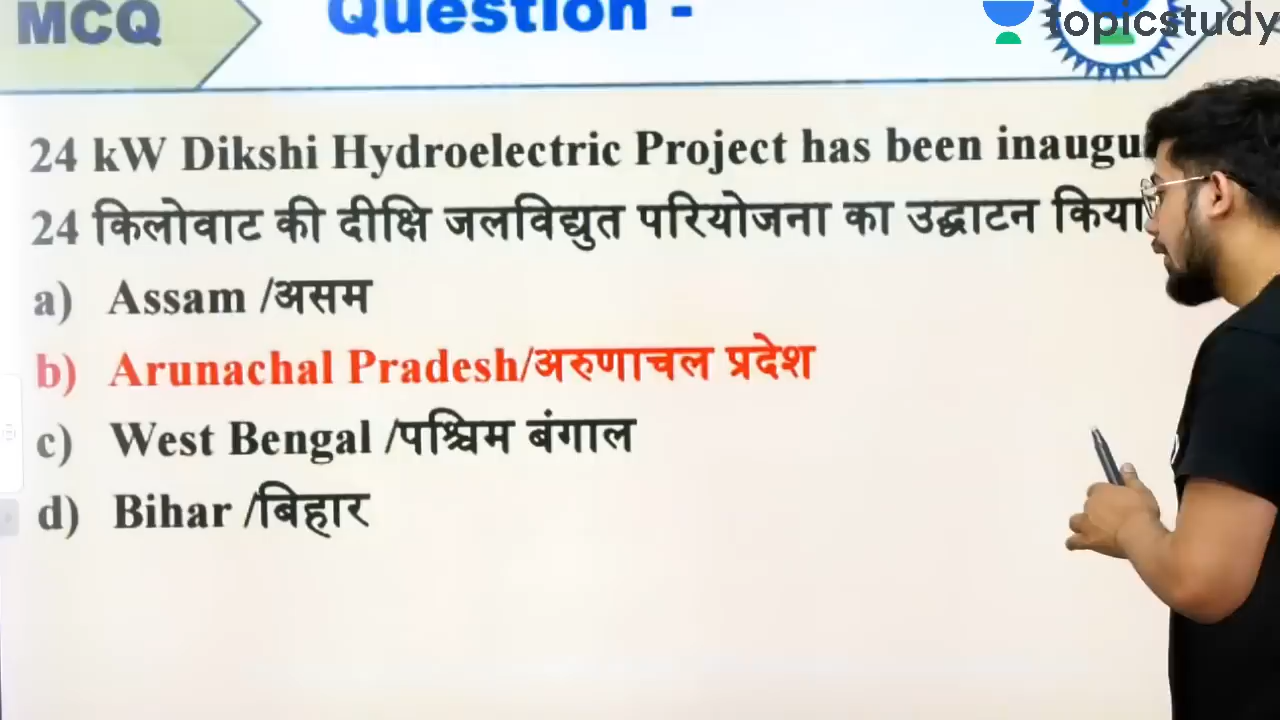 MCQ Question - topicstudy
24 kW Dikshi Hydroelectric Project has been inaugu
24 किलोवाट की दीक्षि जलविद्युत परियोजना का उद्घाटन किया
a) Assam /असम
b) Arunachal Pradesh/अरुणाचल प्रदेश
c) West Bengal /पश्चिम बंगाल
d) Bihar /बिहार